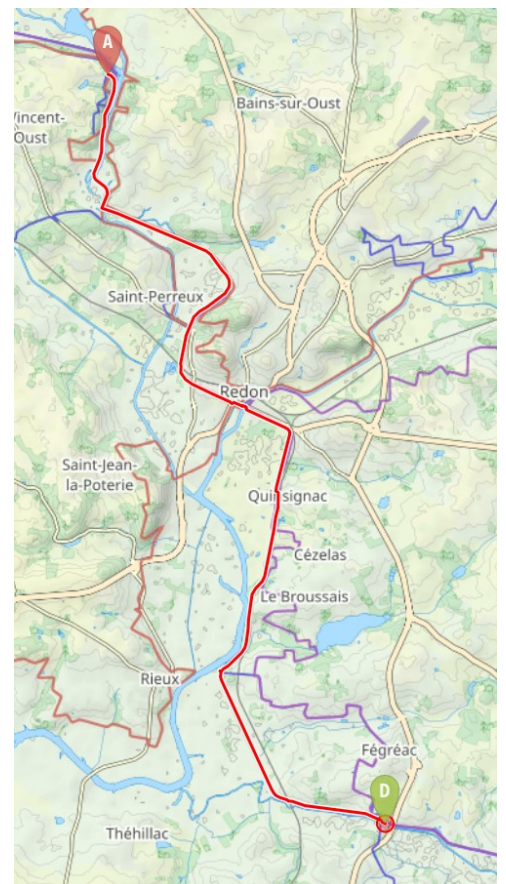 A
Bains-sur-Oust
Vincent-
Oust
Saint-Perreux
Redon
Saint-Jean-
la-Poterie
Quinsignac
Cézelas
Le Broussais
Rieux
Fégréac
D
Théhillac